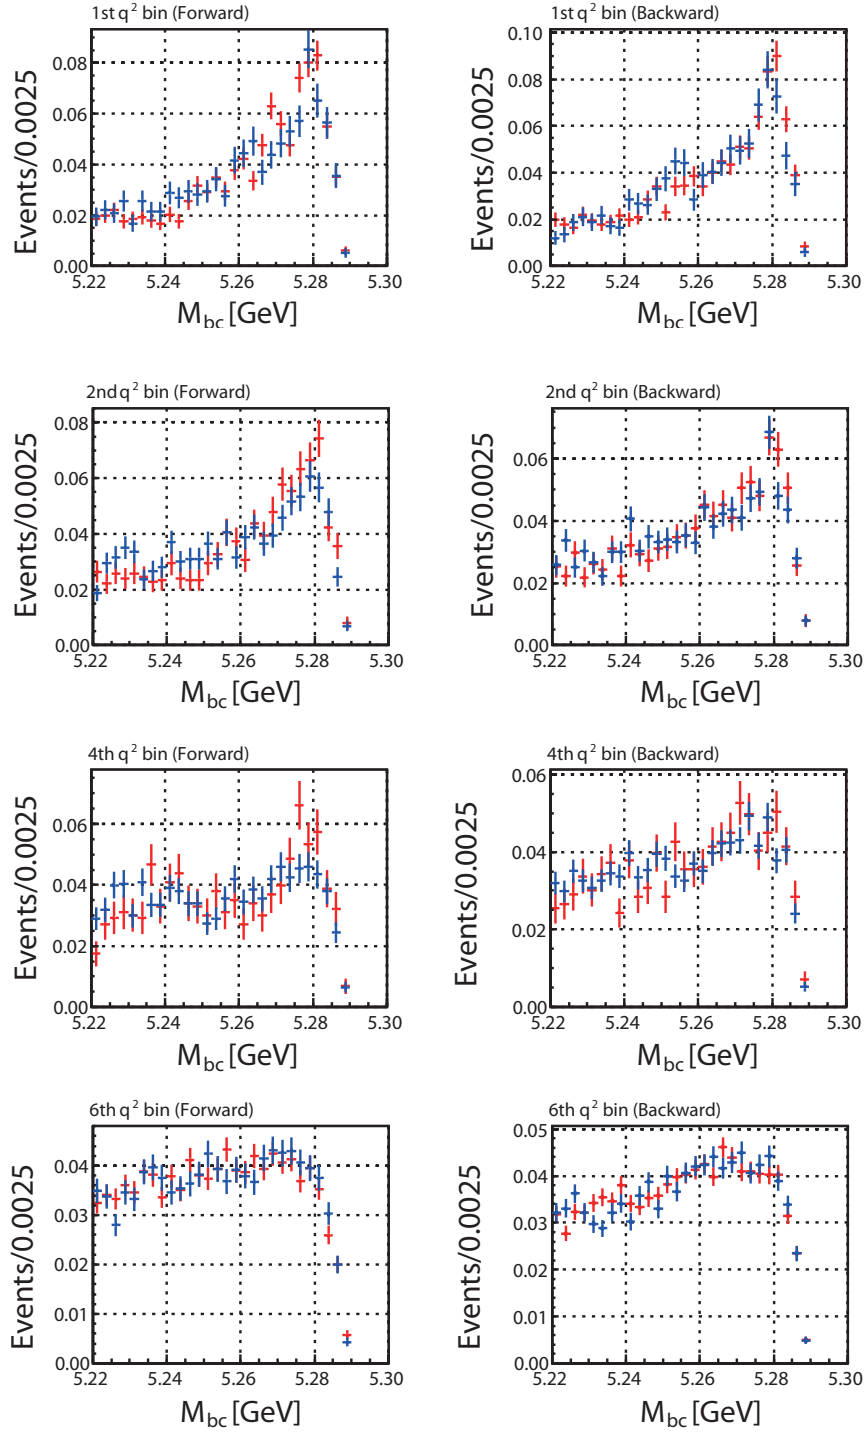 1st q² bin (Forward)
Events/0.0025
0.08
0.06
0.04
0.02
0.00
5.22 5.24 5.26 5.28 5.30
M_bc [GeV]
1st q² bin (Backward)
Events/0.0025
0.10
0.08
0.06
0.04
0.02
0.00
5.22 5.24 5.26 5.28 5.30
M_bc [GeV]
2nd q² bin (Forward)
Events/0.0025
0.08
0.06
0.04
0.02
0.00
5.22 5.24 5.26 5.28 5.30
M_bc [GeV]
2nd q² bin (Backward)
Events/0.0025
0.06
0.04
0.02
0.00
5.22 5.24 5.26 5.28 5.30
M_bc [GeV]
4th q² bin (Forward)
Events/0.0025
0.06
0.04
0.02
0.00
5.22 5.24 5.26 5.28 5.30
M_bc [GeV]
4th q² bin (Backward)
Events/0.0025
0.06
0.04
0.02
0.00
5.22 5.24 5.26 5.28 5.30
M_bc [GeV]
6th q² bin (Forward)
Events/0.0025
0.04
0.03
0.02
0.01
0.00
5.22 5.24 5.26 5.28 5.30
M_bc [GeV]
6th q² bin (Backward)
Events/0.0025
0.05
0.04
0.03
0.02
0.01
0.00
5.22 5.24 5.26 5.28 5.30
M_bc [GeV]